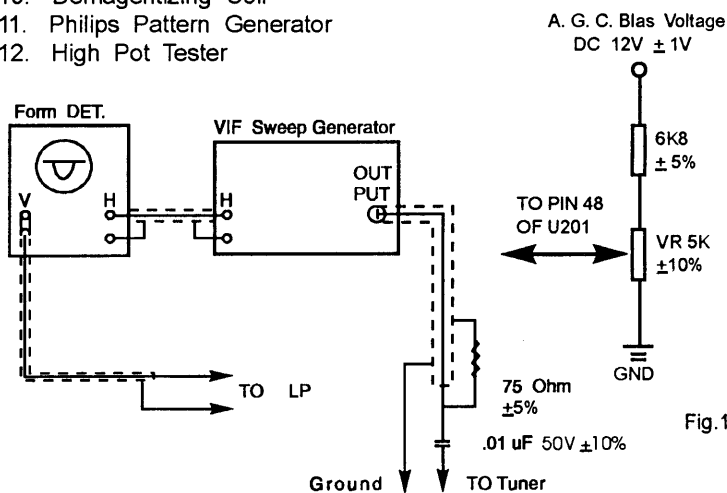 11. Philips Pattern Generator
12. High Pot Tester
A. G. C. Bias Voltage
DC 12V ± 1V
Form DET.
VIF Sweep Generator
6K8
± 5%
OUT
PUT
V
H
H
TO PIN 48
OF U201
VR 5K
±10%
GND
TO LP
75 Ohm
±5%
.01 uF 50V ±10%
Fig.1
Ground
TO Tuner